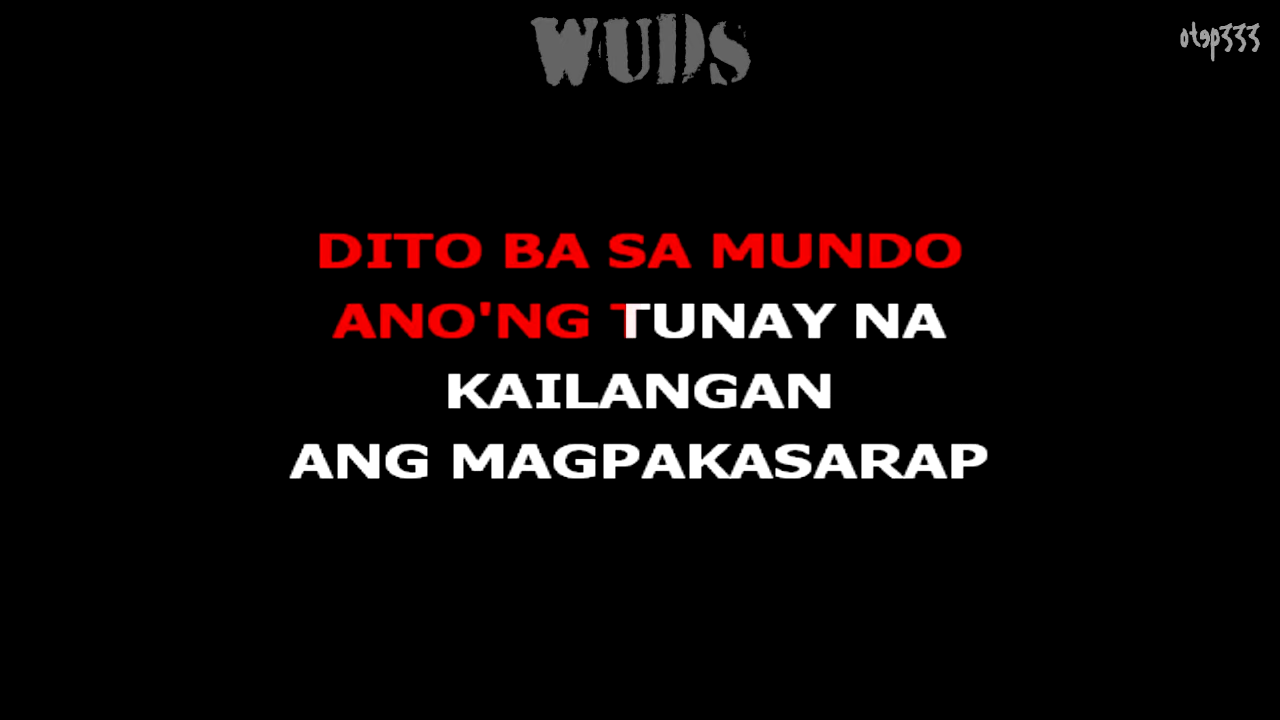 WUDS
otep333
DITO BA SA MUNDO
ANO'NG TUNAY NA
KAILANGAN
ANG MAGPAKASARAP